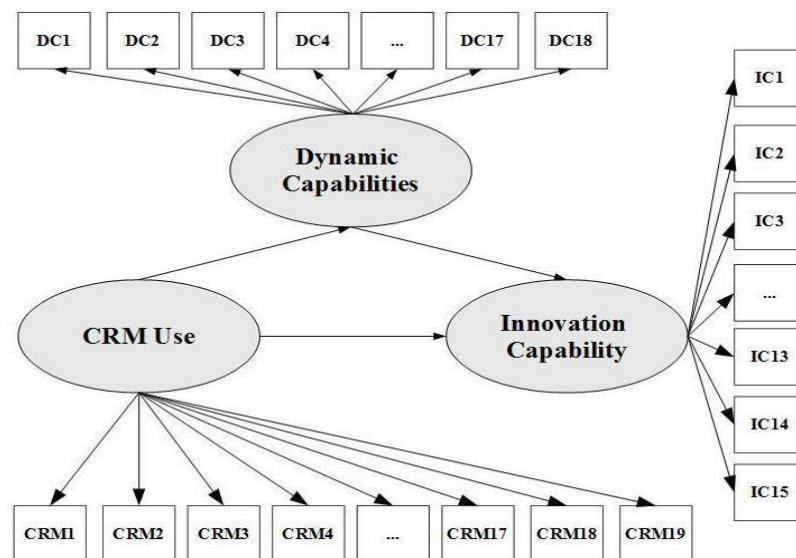 DC1 DC2 DC3 DC4 ... DC17 DC18
IC1
Dynamic
Capabilities
IC2
IC3
...
CRM Use
Innovation
Capability
IC13
IC14
IC15
CRM1 CRM2 CRM3 CRM4 ... CRM17 CRM18 CRM19